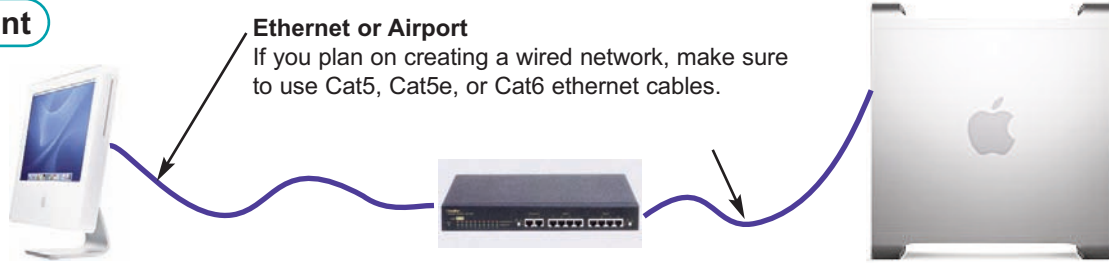 nt
Ethernet or Airport
If you plan on creating a wired network, make sure
to use Cat5, Cat5e, or Cat6 ethernet cables.